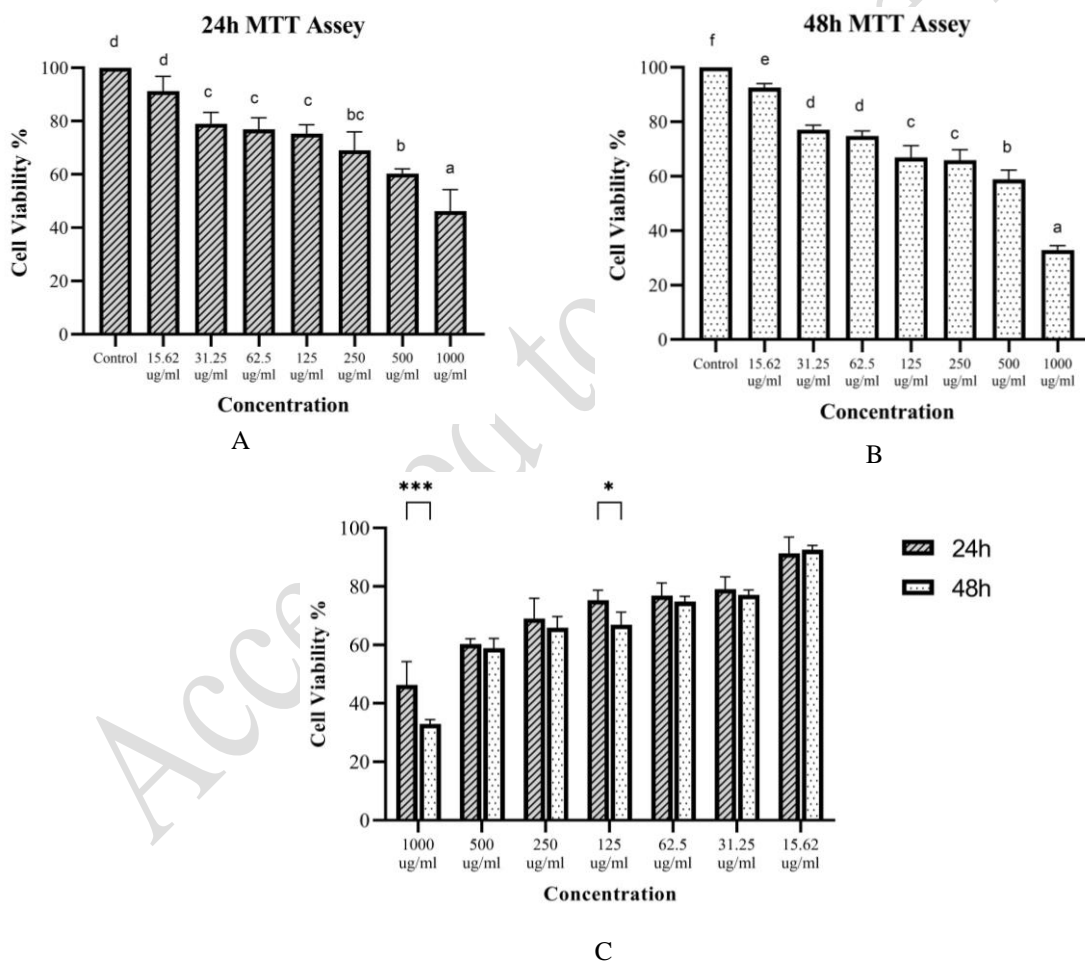 24h MTT Assey
d
d
c
c
c
bc
b
a
100
80
60
40
20
0
Cell Viability %
Control
15.62
ug/ml
31.25
ug/ml
62.5
ug/ml
125
ug/ml
250
ug/ml
500
ug/ml
1000
ug/ml
Concentration
A
48h MTT Assey
f
e
d
d
c
c
b
a
100
80
60
40
20
0
Cell Viability %
Control
15.62
ug/ml
31.25
ug/ml
62.5
ug/ml
125
ug/ml
250
ug/ml
500
ug/ml
1000
ug/ml
Concentration
B
***
*
100
80
60
40
20
0
Cell Viability %
1000
ug/ml
500
ug/ml
250
ug/ml
125
ug/ml
62.5
ug/ml
31.25
ug/ml
15.62
ug/ml
Concentration
24h
48h
C